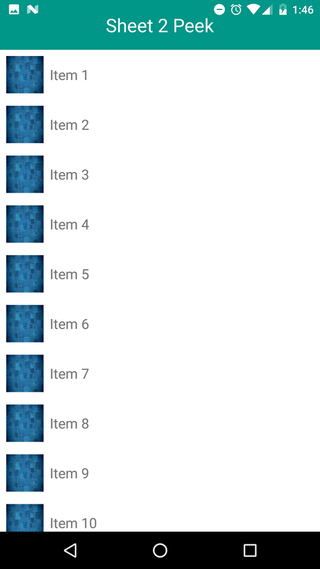 1:46
Sheet 2 Peek
Item 1
Item 2
Item 3
Item 4
Item 5
Item 6
Item 7
Item 8
Item 9
Item 10